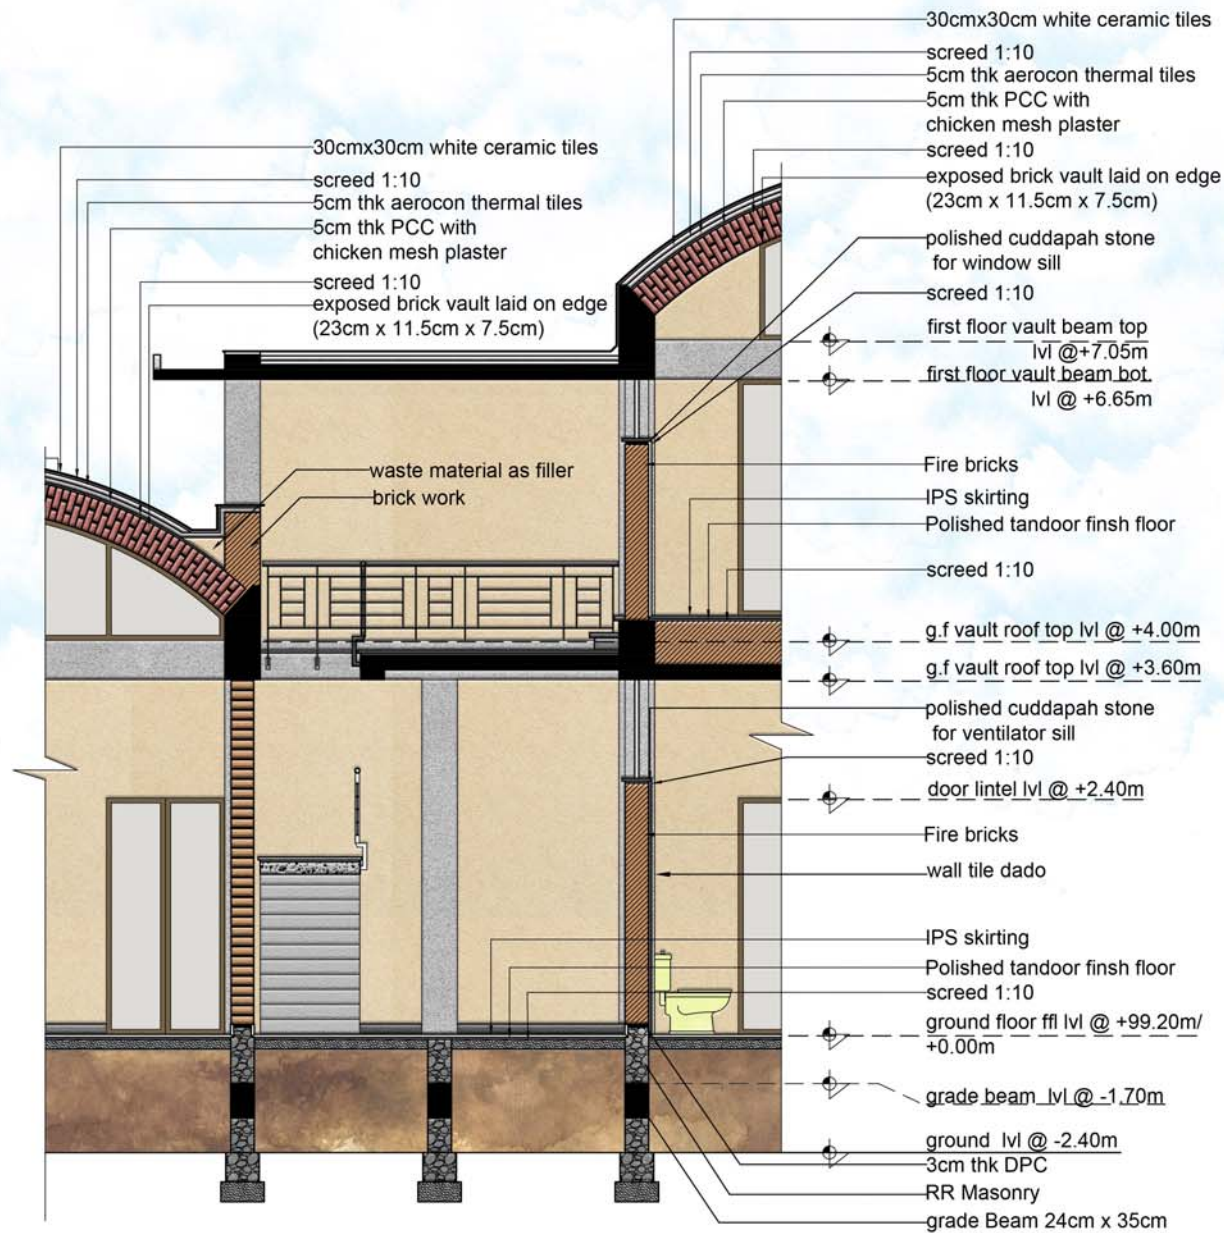 30cmx30cm white ceramic tiles
screed 1:10
5cm thk aerocon thermal tiles
5cm thk PCC with
chicken mesh plaster
screed 1:10
exposed brick vault laid on edge
(23cm x 11.5cm x 7.5cm)
waste material as filler
brick work
30cmx30cm white ceramic tiles
screed 1:10
5cm thk aerocon thermal tiles
5cm thk PCC with
chicken mesh plaster
screed 1:10
exposed brick vault laid on edge
(23cm x 11.5cm x 7.5cm)
polished cuddapah stone
for window sill
screed 1:10
first floor vault beam top
lvl @+7.05m
first floor vault beam bot.
lvl @ +6.65m
Fire bricks
IPS skirting
Polished tandoor finsh floor
screed 1:10
g.f vault roof top lvl @ +4.00m
g.f vault roof top lvl @ +3.60m
polished cuddapah stone
for ventilator sill
screed 1:10
door lintel lvl @ +2.40m
Fire bricks
wall tile dado
IPS skirting
Polished tandoor finsh floor
screed 1:10
ground floor ffl lvl @ +99.20m/
+0.00m
grade beam lvl @ -1.70m
ground lvl @ -2.40m
3cm thk DPC
RR Masonry
grade Beam 24cm x 35cm